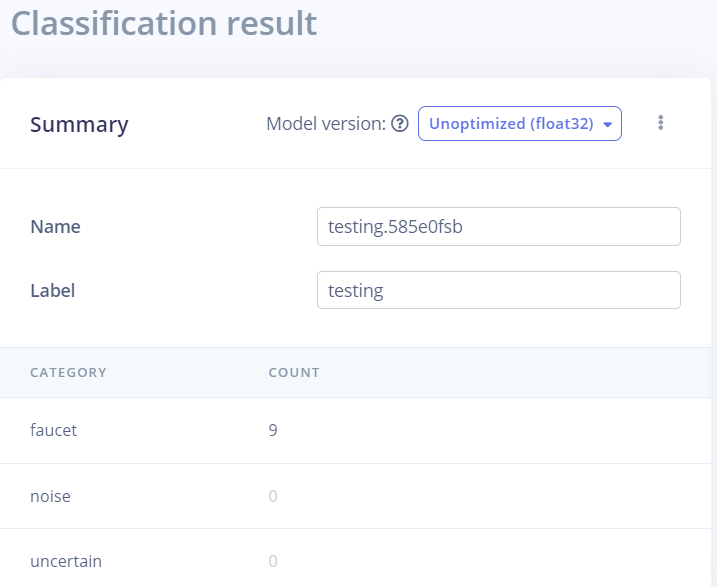 Classification result
Summary
Model version: Unoptimized (float32)
Name testing.585e0fsb
Label testing
CATEGORY COUNT
faucet 9
noise 0
uncertain 0